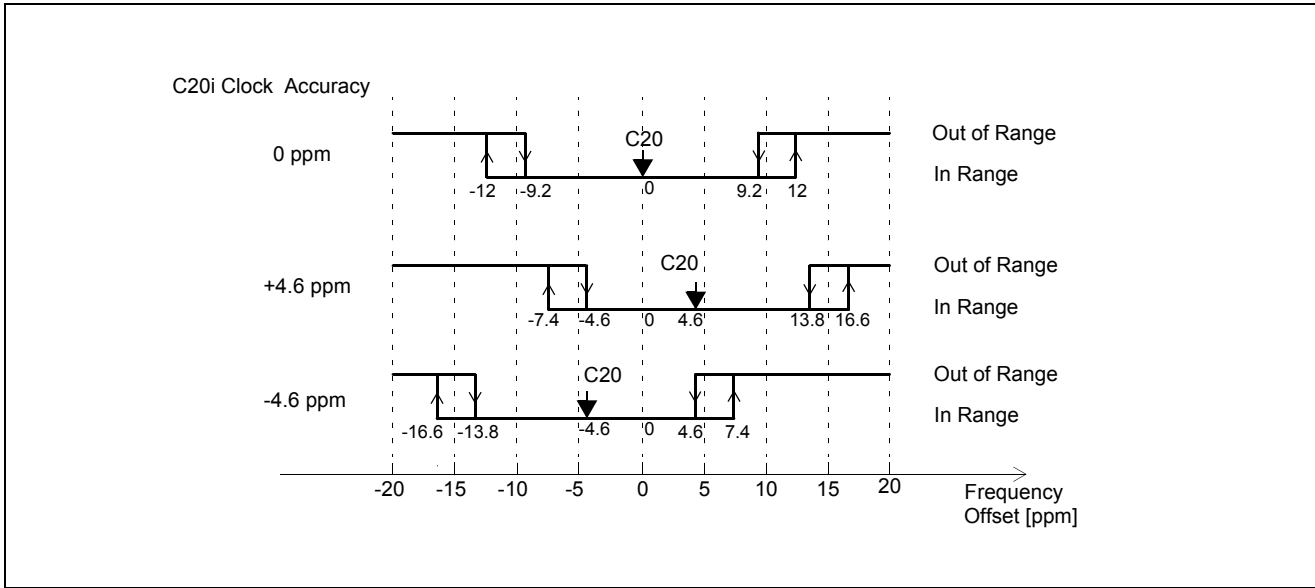 C20i Clock Accuracy
0 ppm
C20
Out of Range
In Range
-12 -9.2 0 9.2 12
+4.6 ppm
C20
Out of Range
In Range
-7.4 -4.6 0 4.6 13.8 16.6
-4.6 ppm
C20
Out of Range
In Range
-16.6 -13.8 -4.6 0 4.6 7.4
-20 -15 -10 -5 0 5 10 15 20
Frequency
Offset [ppm]